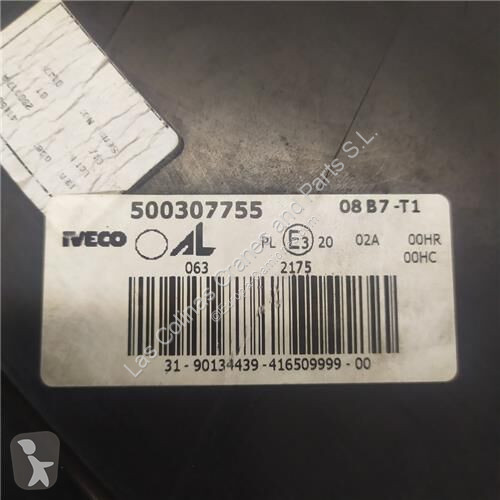 500307755 08 B7 -T1
IVECO AL PL E3 20 02A 00HR
00HC
063 2175
31 - 90134439 - 416509999 - 00
Las Colinas Cranes and Parts S.L.